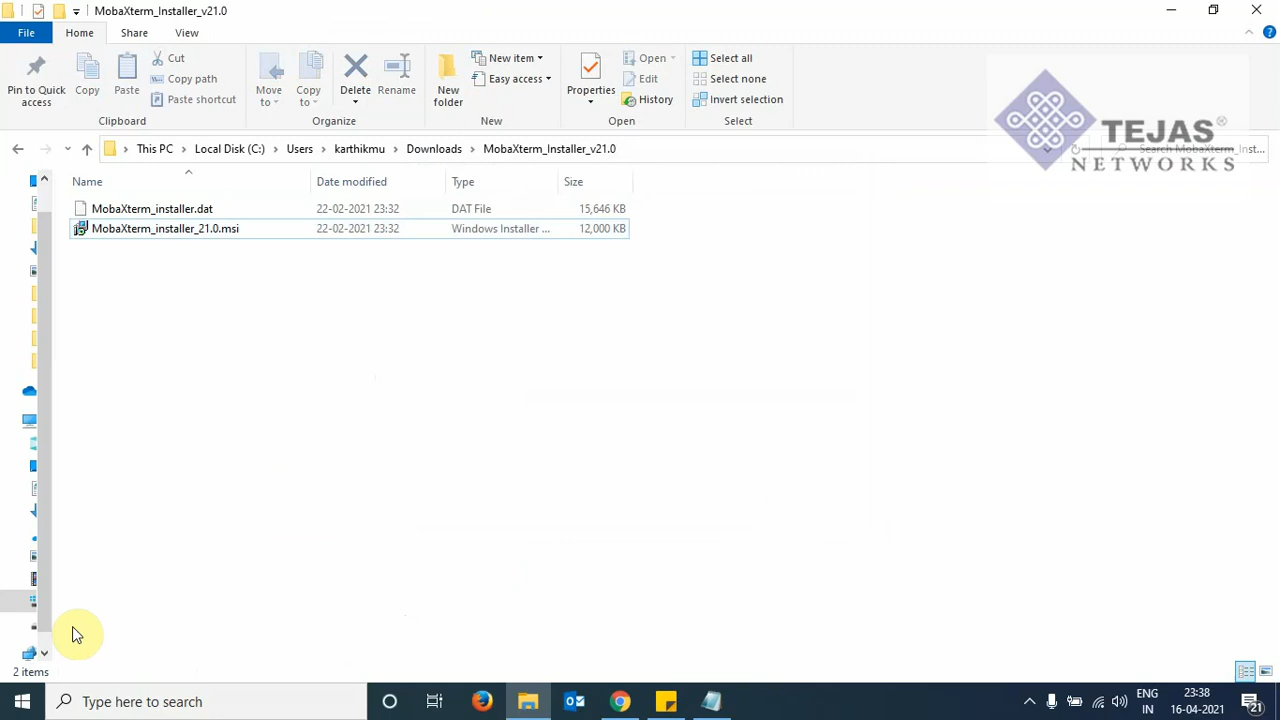 MobaXterm_Installer_v21.0
File Home Share View
Pin to Quick access
Copy
Paste
Cut
Copy path
Paste shortcut
Clipboard
Move to
Copy to
Delete
Rename
Organize
New folder
New item
Easy access
New
Properties
Open
Edit
History
Open
Select all
Select none
Invert selection
Select
TEJAS®
NETWORKS
This PC > Local Disk (C:) > Users > karthikmu > Downloads > MobaXterm_Installer_v21.0
Search MobaXterm_Inst...
Name Date modified Type Size
MobaXterm_installer.dat 22-02-2021 23:32 DAT File 15,646 KB
MobaXterm_installer_21.0.msi 22-02-2021 23:32 Windows Installer ... 12,000 KB
2 items
Type here to search
ENG
IN
23:38
16-04-2021
21